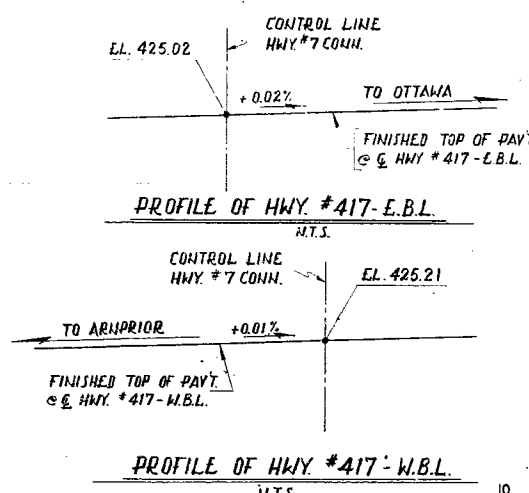 CONTROL LINE
HWY. #7 CONN.
EL. 425.02
+0.02%
TO OTTAWA
FINISHED TOP OF PAV'T
@ ℄ HWY #417-E.B.L.
PROFILE OF HWY. #417-E.B.L.
N.T.S.
CONTROL LINE
HWY. #7 CONN.
EL. 425.21
TO ARNPRIOR
+0.01%
FINISHED TOP OF PAV'T.
@ ℄ HWY. #417-W.B.L.
PROFILE OF HWY. #417-W.B.L.
N.T.S.
10